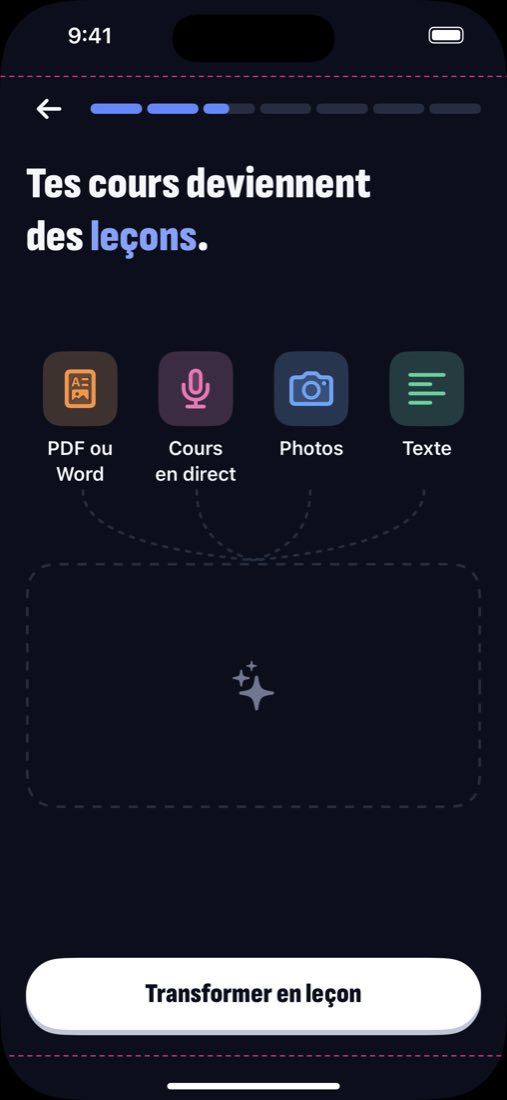 9:41
Tes cours deviennent
des leçons.
PDF ou
Word
Cours
en direct
Photos
Texte
Transformer en leçon